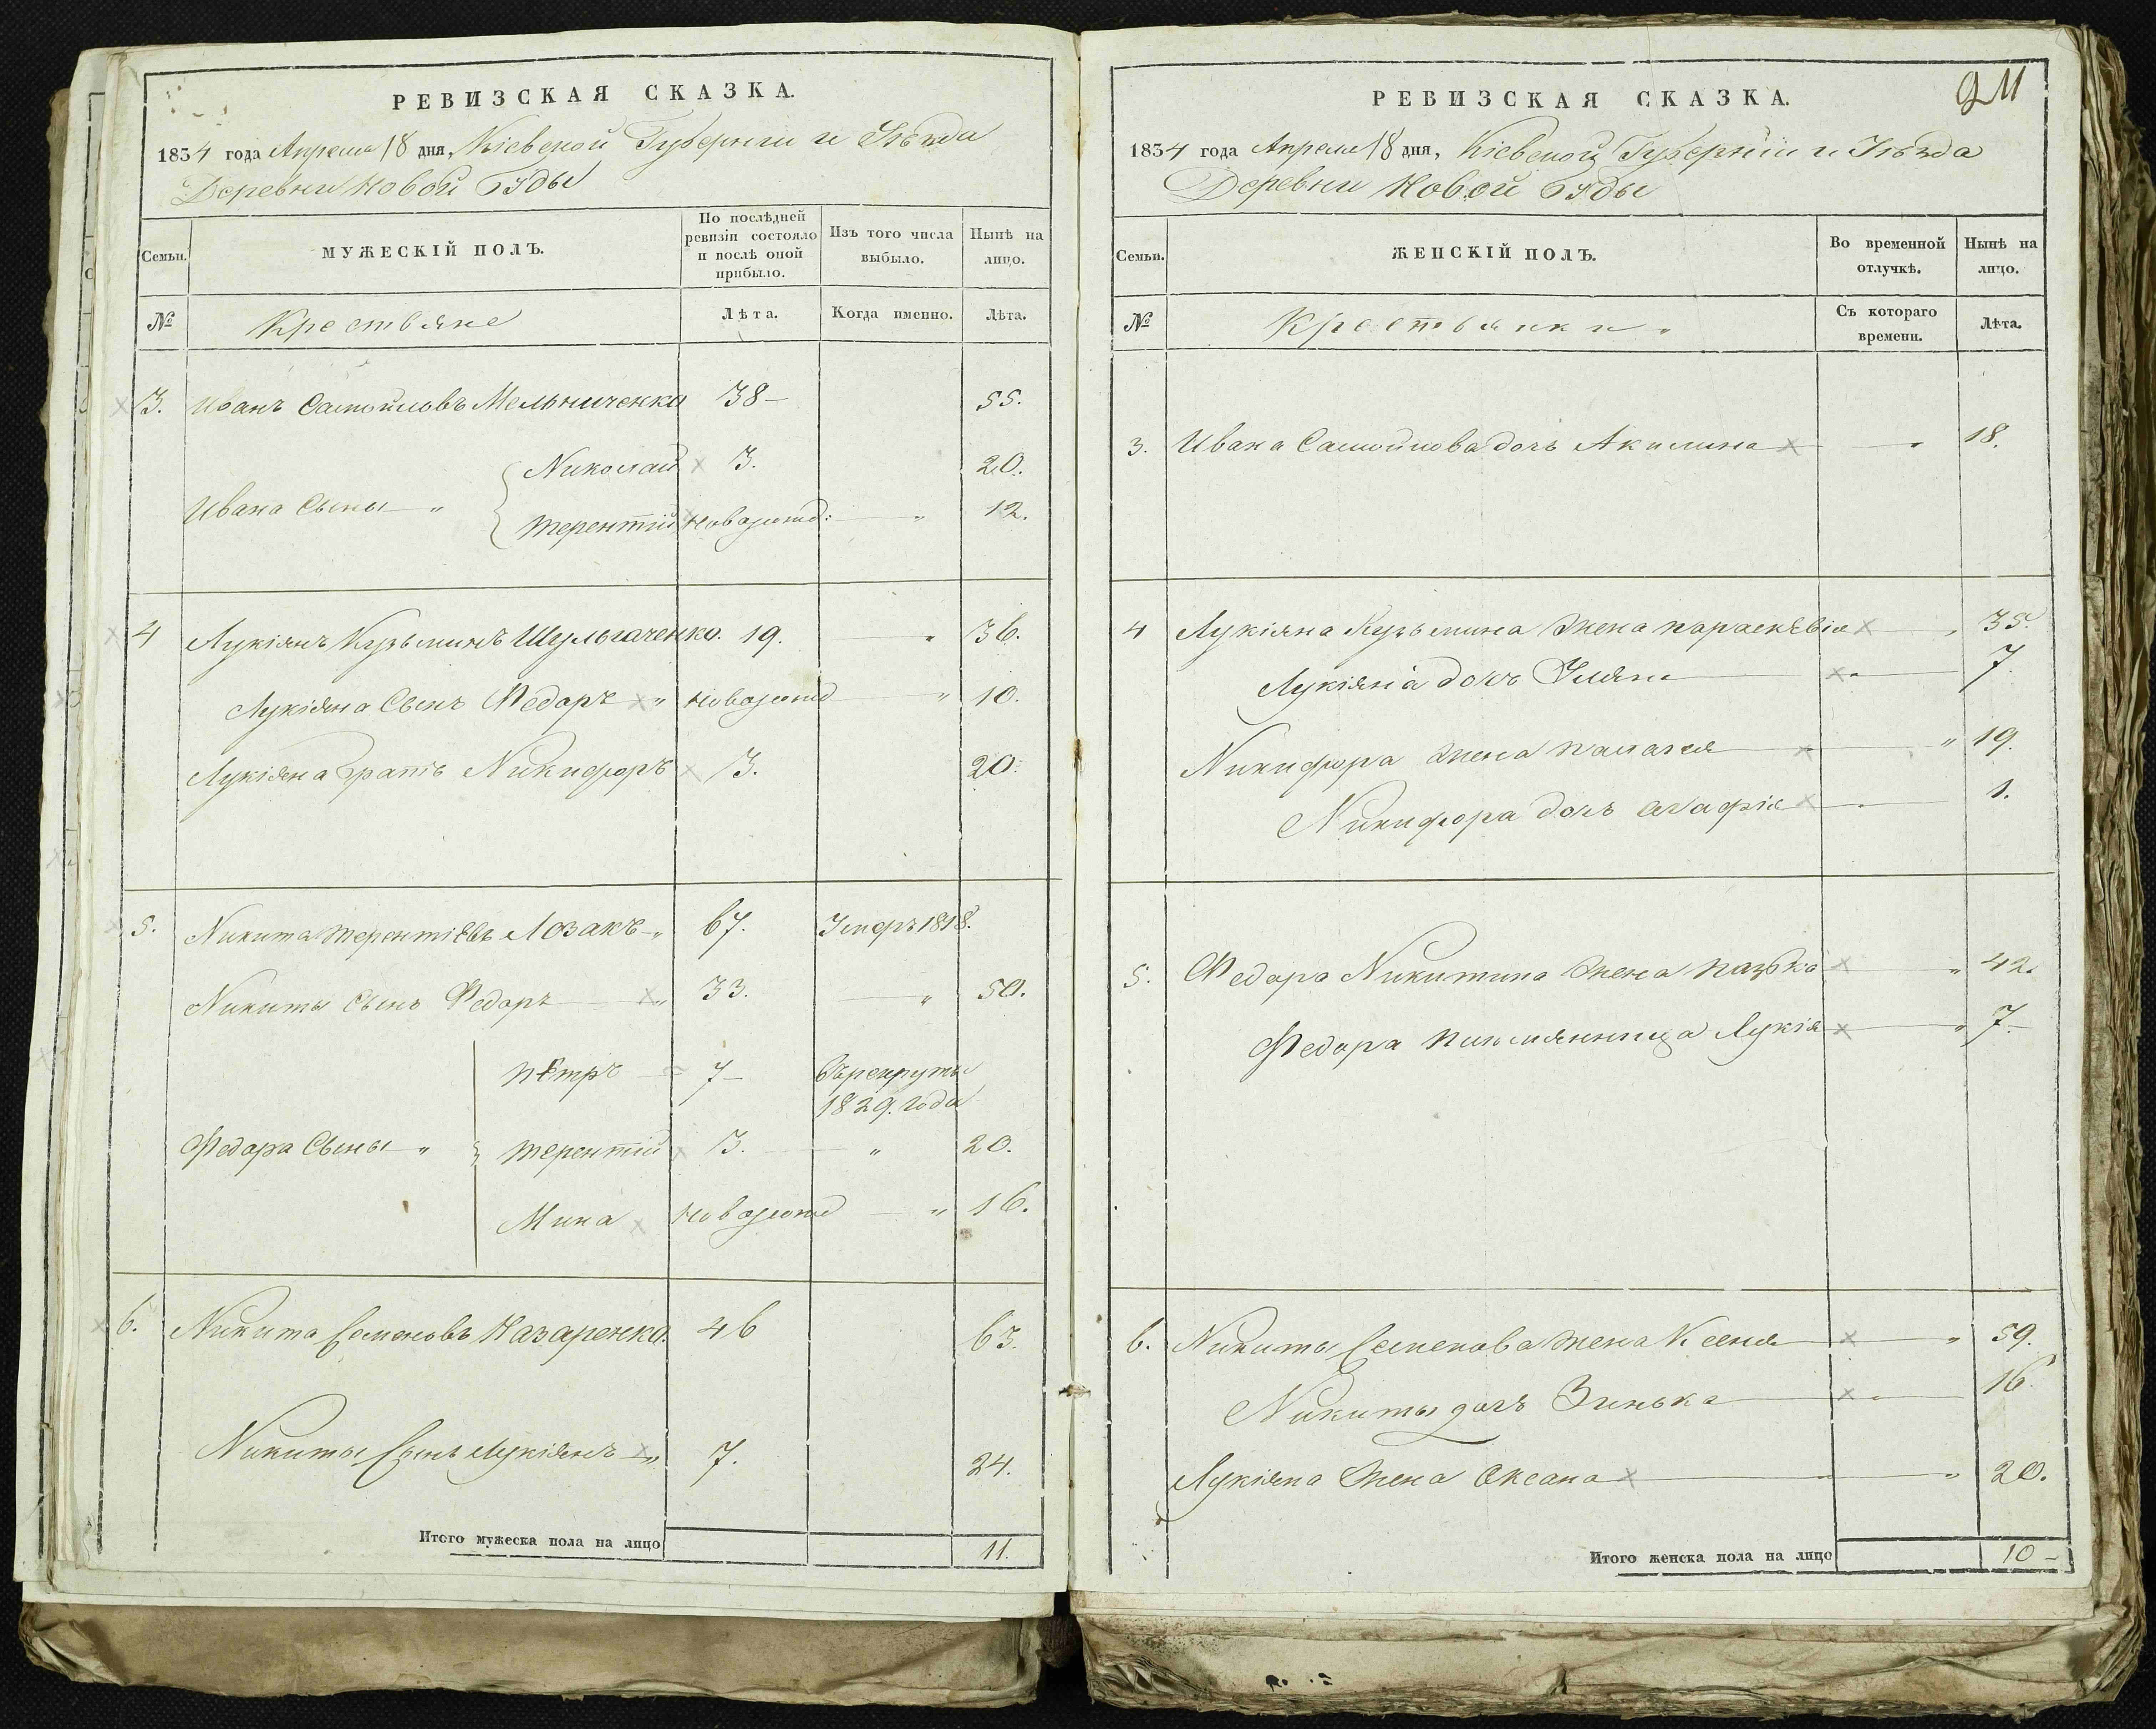 РЕВИЗСКАЯ СКАЗКА.
1834 года Апреля 18 дня, Кіевской Губерніи и Уѣзда
Деревни Новой Буды
Семьи. МУЖЕСКІЙ ПОЛЪ. По послѣдней ревизіи состояло и послѣ оной прибыло. Изъ того числа выбыло. Нынѣ на лицо.
№ Крестьяне Лѣта. Когда именно. Лѣта.
3. Иванъ Самойловъ Мельниченко 38 - 55.
Николай 3. 20.
Ивана Сыны „
Терентій новорожд: „ 12.
4 Лукіянъ Кузьминъ Шульгаченко. 19. „ 36.
Лукіяна Сынъ Федоръ „ новорожд „ 10.
Лукіяна Братъ Никифоръ 3. 20.
5. Никита Терентіевъ Лозакъ „ 67. Умеръ 1818.
Никиты Сынъ Федоръ „ 33. „ 50.
Пѣтръ 7 - Въ рекруты
1829. года
Федора Сыны „ Терентій 3. „ 20.
Мина новорожд „ 16.
6. Никита Семеновъ Назаренко. 46 63.
Никиты Сынъ Лукіянъ „ 7. 24.
Итого мужеска пола на лицо 11.
211
РЕВИЗСКАЯ СКАЗКА.
1834 года Апреля 18 дня, Кіевской Губерніи и Уѣзда
Деревни Новой Буды
Семьи. ЖЕНСКІЙ ПОЛЪ. Во временной отлучкѣ. Нынѣ на лицо.
№ Крестьянки „ Съ котораго времени. Лѣта.
3. Ивана Самойлова дочь Акилина „ 18.
4 Лукіяна Кузьмина жена Параскѣвія „ 35.
Лукіяна дочь Уляна „ 7.
Никифора жена Палагея „ 19.
Никифора дочь Агафія „ 1.
5. Федора Никитина жена Пазька „ 42.
Федора племянница Лукія „ 7. -
6. Никиты Семенова жена Ксеня „ 59.
Никиты дочь Зинька „ 16.
Лукіяна жена Оксана „ 20.
Итого женска пола на лицо 10 -